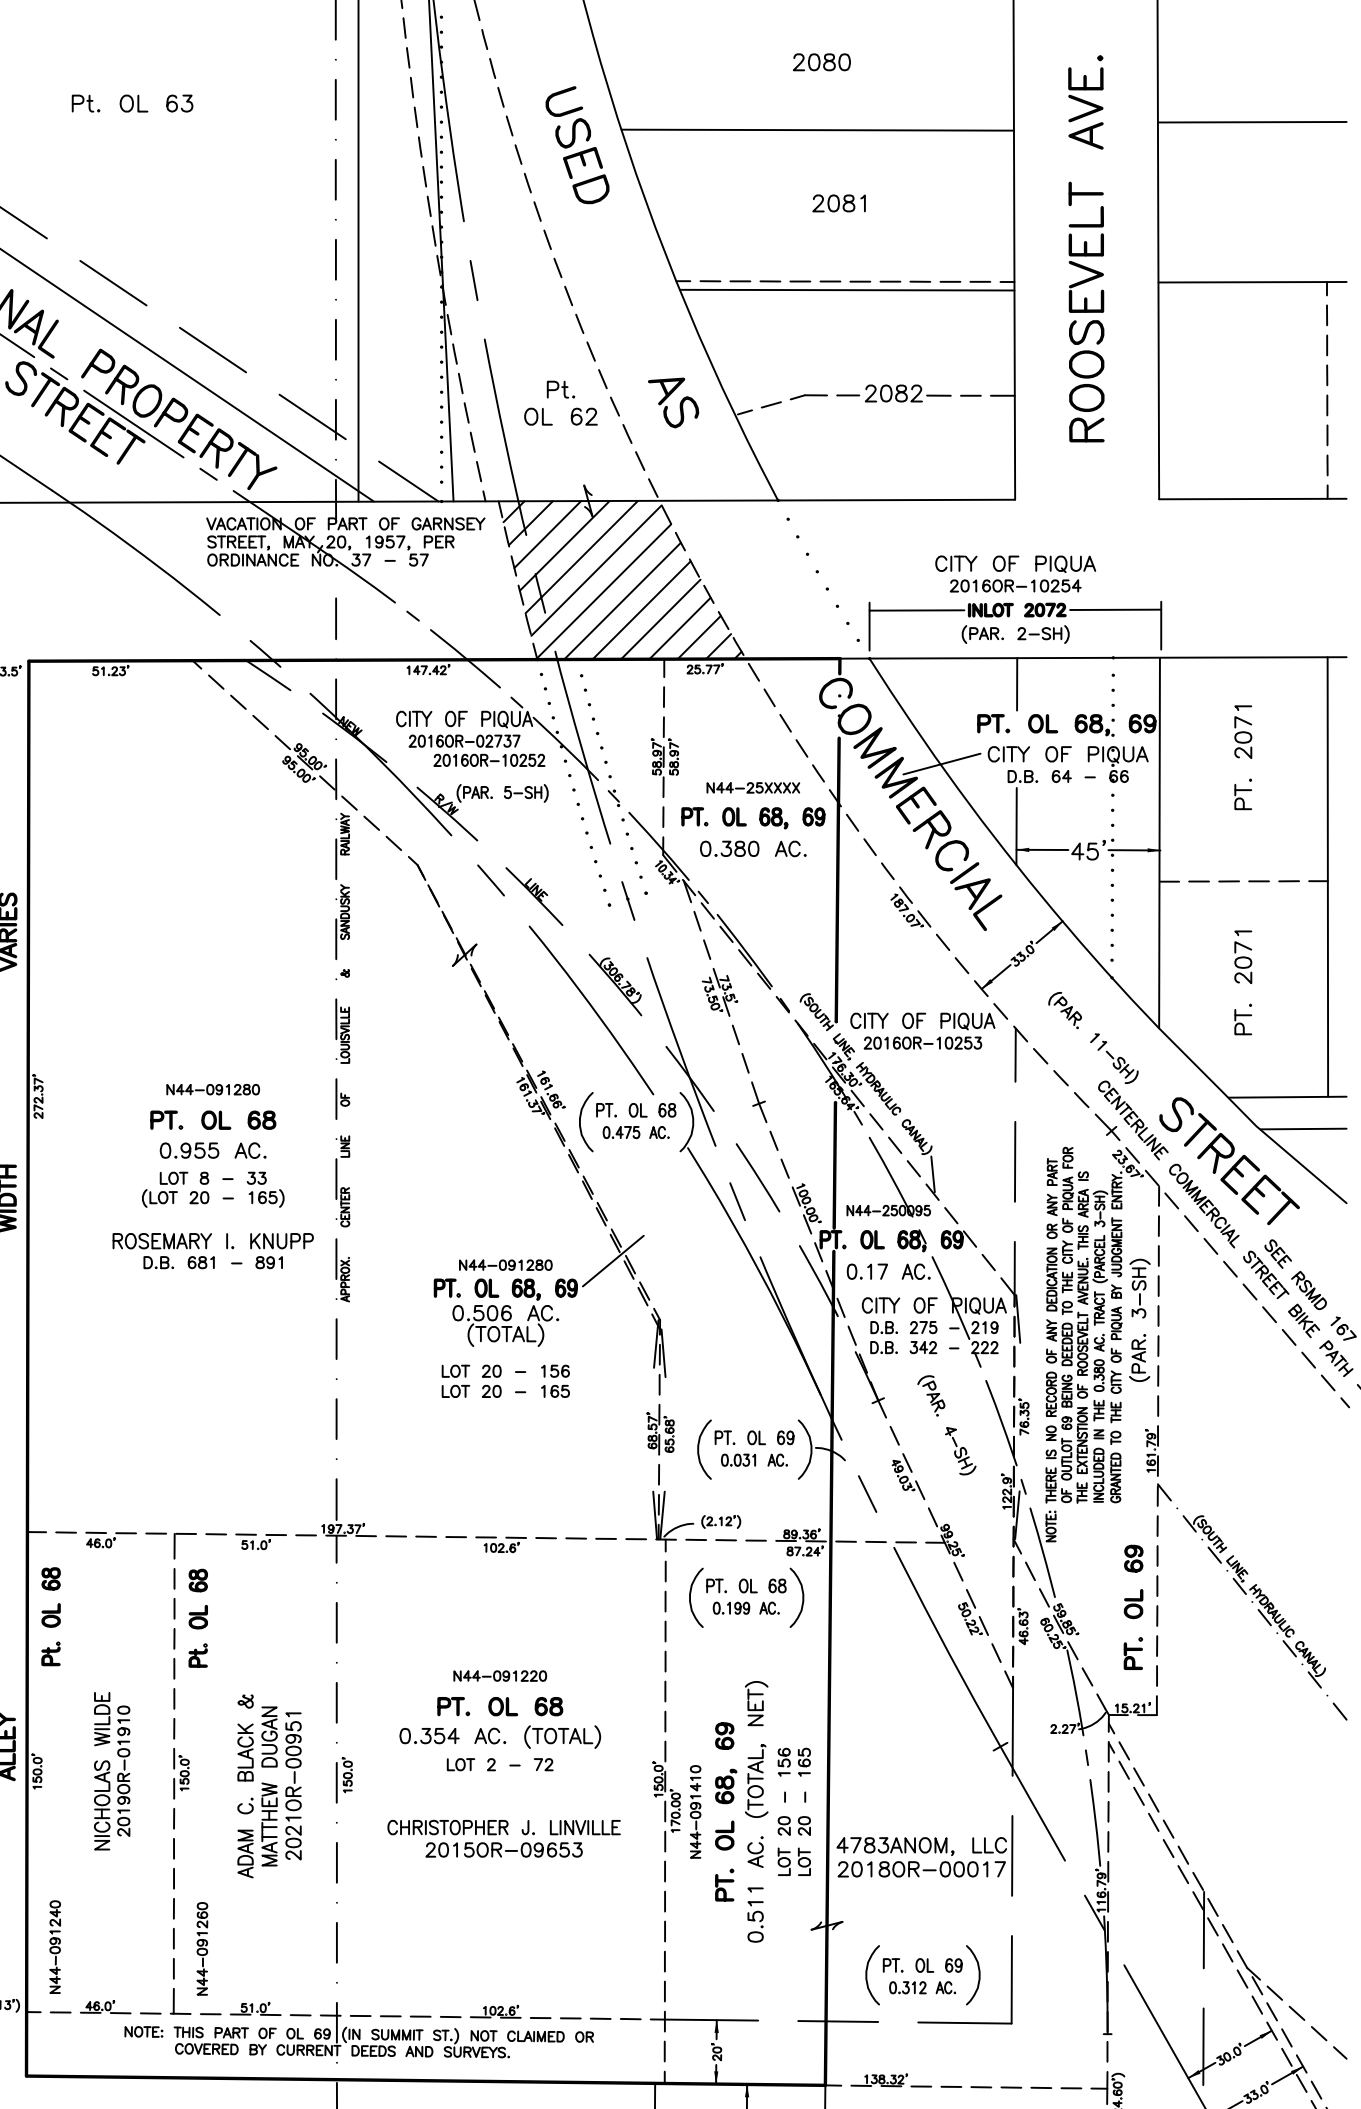 Pt. OL 63
2080
2081
2082
ROOSEVELT AVE.
USED
AS
COMMERCIAL
STREET
NAL PROPERTY
STREET
Pt.
OL 62
VACATION OF PART OF GARNSEY
STREET, MAY 20, 1957, PER
ORDINANCE NO. 37 - 57
CITY OF PIQUA
2016OR-10254
INLOT 2072
(PAR. 2-SH)
3.5'
51.23'
147.42'
25.77'
NEW
R/W
LINE
95.00'
95.00'
CITY OF PIQUA
2016OR-02737
2016OR-10252
(PAR. 5-SH)
58.97'
58.97'
N44-25XXXX
PT. OL 68, 69
0.380 AC.
PT. OL 68, 69
CITY OF PIQUA
D.B. 64 - 66
45'
PT. 2071
PT. 2071
10.34'
187.07'
33.0'
(306.78')
73.5'
73.50'
(SOUTH LINE, HYDRAULIC CANAL)
176.30'
165.64'
CITY OF PIQUA
2016OR-10253
(PAR. 11-SH)
CENTERLINE COMMERCIAL STREET BIKE PATH
SEE RSMD 167
23.67'
VARIES
WIDTH
ALLEY
272.37'
APPROX. CENTER LINE OF LOUISVILLE & SANDUSKY RAILWAY
N44-091280
PT. OL 68
0.955 AC.
LOT 8 - 33
(LOT 20 - 165)
ROSEMARY I. KNUPP
D.B. 681 - 891
161.66'
161.37'
(PT. OL 68
0.475 AC.)
N44-091280
PT. OL 68, 69
0.506 AC.
(TOTAL)
LOT 20 - 156
LOT 20 - 165
100.00'
N44-250095
PT. OL 68, 69
0.17 AC.
CITY OF PIQUA
D.B. 275 - 219
D.B. 342 - 222
(PAR. 4-SH)
NOTE: THERE IS NO RECORD OF ANY DEDICATION OR ANY PART
OF OUTLOT 69 BEING DEEDED TO THE CITY OF PIQUA FOR
THE EXTENSTION OF ROOSEVELT AVENUE. THIS AREA IS
INCLUDED IN THE 0.380 AC. TRACT (PARCEL 3-SH)
GRANTED TO THE CITY OF PIQUA BY JUDGMENT ENTRY.
(PAR. 3-SH)
161.79'
76.35'
122.9'
(SOUTH LINE, HYDRAULIC CANAL)
68.57'
65.68'
(PT. OL 69
0.031 AC.)
49.03'
99.25'
50.22'
46.63'
59.85'
60.25'
PT. OL 69
15.21'
2.27'
197.37'
(2.12')
89.36'
87.24'
46.0'
51.0'
102.6'
Pt. OL 68
Pt. OL 68
(PT. OL 68
0.199 AC.)
NICHOLAS WILDE
2019OR-01910
150.0'
N44-091240
150.0'
ADAM C. BLACK &
MATTHEW DUGAN
2021OR-00951
N44-091260
150.0'
N44-091220
PT. OL 68
0.354 AC. (TOTAL)
LOT 2 - 72
CHRISTOPHER J. LINVILLE
2015OR-09653
150.0'
170.00'
N44-091410
PT. OL 68, 69
0.511 AC. (TOTAL, NET)
LOT 20 - 156
LOT 20 - 165
4783ANOM, LLC
2018OR-00017
116.79'
(PT. OL 69
0.312 AC.)
13')
46.0'
51.0'
102.6'
NOTE: THIS PART OF OL 69 (IN SUMMIT ST.) NOT CLAIMED OR
COVERED BY CURRENT DEEDS AND SURVEYS.
20'
138.32'
4.60')
30.0'
33.0'